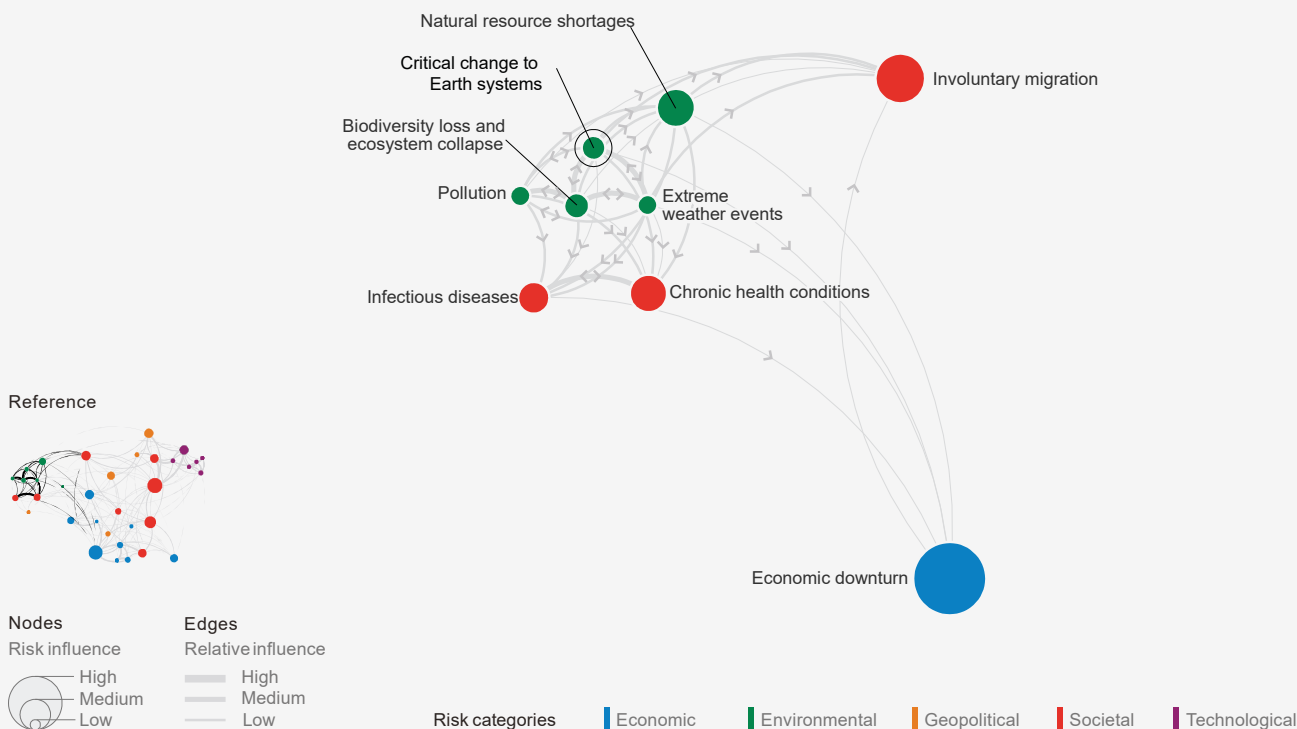 Natural resource shortages
Critical change to
Earth systems
Involuntary migration
Biodiversity loss and
ecosystem collapse
Pollution
Extreme
weather events
Infectious diseases
Chronic health conditions
Reference
Economic downturn
Nodes
Risk influence
High
Medium
Low
Edges
Relative influence
High
Medium
Low
Risk categories
Economic
Environmental
Geopolitical
Societal
Technological